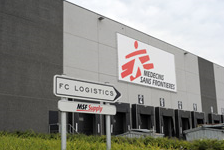 MEDECINS
SANS FRONTIERES
FC LOGISTICS
MSF Supply